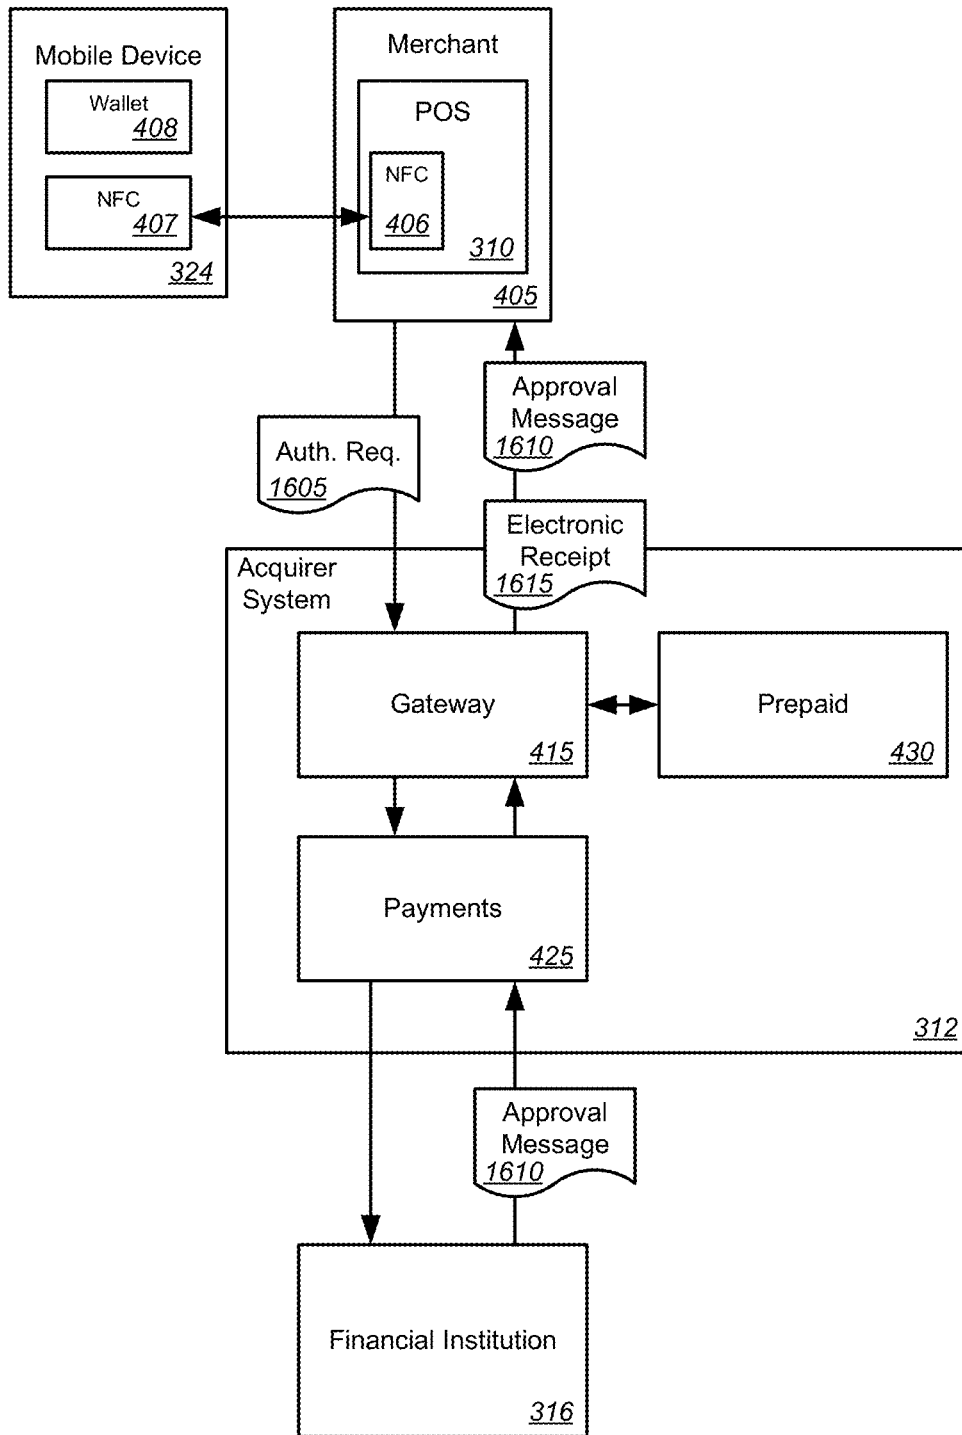 Mobile Device
Wallet
408
NFC
407
324
Merchant
POS
NFC
406
310
405
Auth. Req.
1605
Approval
Message
1610
Electronic
Receipt
1615
Acquirer
System
Gateway
415
Prepaid
430
Payments
425
312
Approval
Message
1610
Financial Institution
316